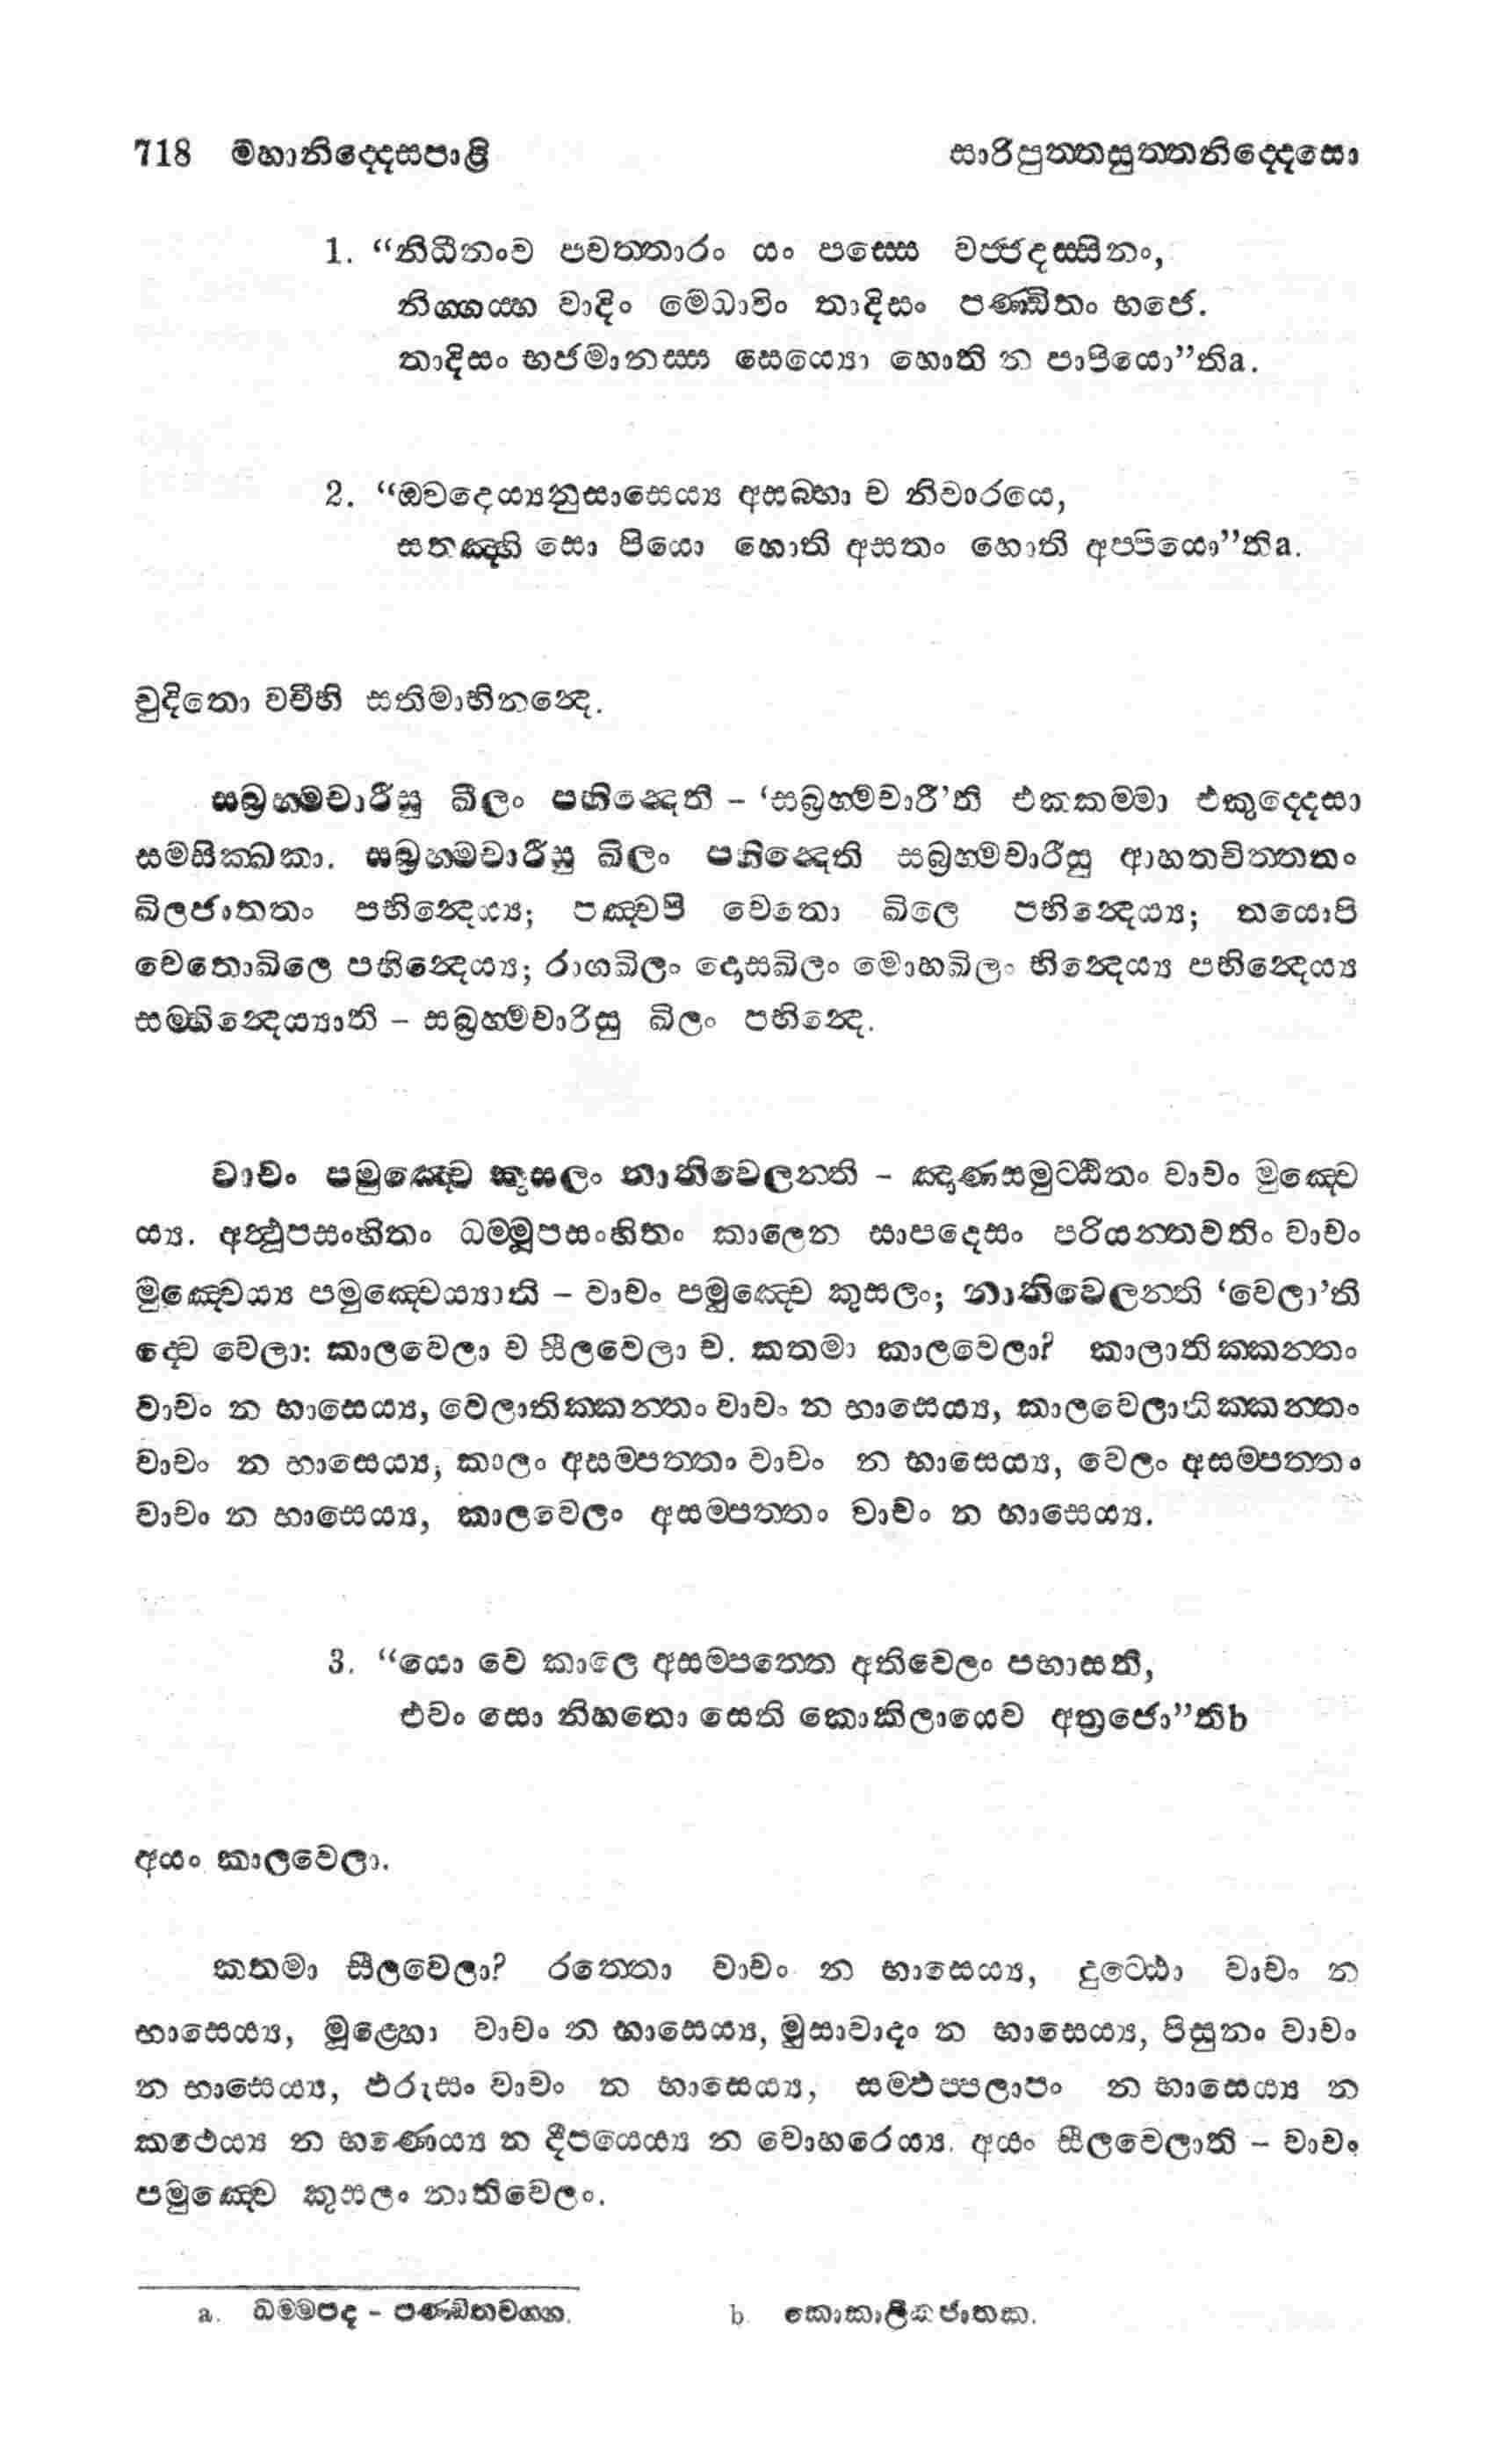 718 මහානිද්දෙසපාළි සාරිපුත්තසුත්තනිද්දෙසො
1. “නිධීනංව පවත්තාරං යං පස්සෙ වජ්ජදස්සිනං,
නිග්ගය්හ වාදිං මෙධාවිං තාදිසං පණ්ඩිතං භජෙ.
තාදිසං භජමානස්ස සෙය්යො හොති න පාපියො”තිa.
2. “ඔවදෙය්යනුසාසෙය්ය අසබ්භා ච නිවාරයෙ,
සතඤ්හි සො පියො හොති අසතං හොති අප්පියො”තිa.
චුදිතො වචීහි සතිමාභිනන්දෙ.
සබ්‍රහ්මචාරීසු ඛීලං පභින්දෙති – ‘සබ්‍රහ්මචාරී’ති එකකම්මා එකුද්දෙසා
සමසික්ඛකා. සබ්‍රහ්මචාරීසු ඛිලං පභින්දෙති සබ්‍රහ්මචාරීසු ආහතචිත්තතං
ඛිලජාතතං පභින්දෙය්ය; පඤ්චපි චෙතො ඛිලෙ පභින්දෙය්ය; තයොපි
චෙතොඛිලෙ පභින්දෙය්ය; රාගඛිලං දොසඛිලං මොහඛිලං භින්දෙය්ය පභින්දෙය්ය
සම්භින්දෙය්යාති – සබ්‍රහ්මචාරිසු ඛිලං පභින්දෙ.
වාචං පමුඤ්චෙ කුසලං නාතිවෙලන්ති – ඤාණසමුට්ඨිතං වාචං මුඤ්චෙ
ය්ය. අත්ථූපසංහිතං ධම්මූපසංහිතං කාලෙන සාපදෙසං පරියන්තවතිං වාචං
මුඤ්චෙය්ය පමුඤ්චෙය්යාති – වාචං පමුඤ්චෙ කුසලං; නාතිවෙලන්ති ‘වෙලා’ති
ද්වෙ වෙලා: කාලවෙලා ච සීලවෙලා ච. කතමා කාලවෙලා? කාලාතික්කන්තං
වාචං න භාසෙය්ය, වෙලාතික්කන්තං වාචං න භාසෙය්ය, කාලවෙලාතික්කන්තං
වාචං න භාසෙය්ය, කාලං අසම්පත්තං වාචං න භාසෙය්ය, වෙලං අසම්පත්තං
වාචං න භාසෙය්ය, කාලවෙලං අසම්පත්තං වාචං න භාසෙය්ය.
3. “යො වෙ කාලෙ අසම්පත්තෙ අතිවෙලං පභාසති,
එවං සො නිහතො සෙති කොකිලායෙව අත්‍රජො”තිb
අයං කාලවෙලා.
කතමා සීලවෙලා? රත්තො වාචං න භාසෙය්ය, දුට්ඨො වාචං න
භාසෙය්ය, මූළ්හො වාචං න භාසෙය්ය, මුසාවාදං න භාසෙය්ය, පිසුනං වාචං
න භාසෙය්ය, ඵරුසං වාචං න භාසෙය්ය, සම්ඵප්පලාපං න භාසෙය්ය න
කථෙය්ය න භණෙය්ය න දීපයෙය්ය න වොහරෙය්ය. අයං සීලවෙලාති – වාචං
පමුඤ්චෙ කුසලං නාතිවෙලං.
a. ධම්මපද – පණ්ඩිතවග්ග. b කොකාලිකජාතක.